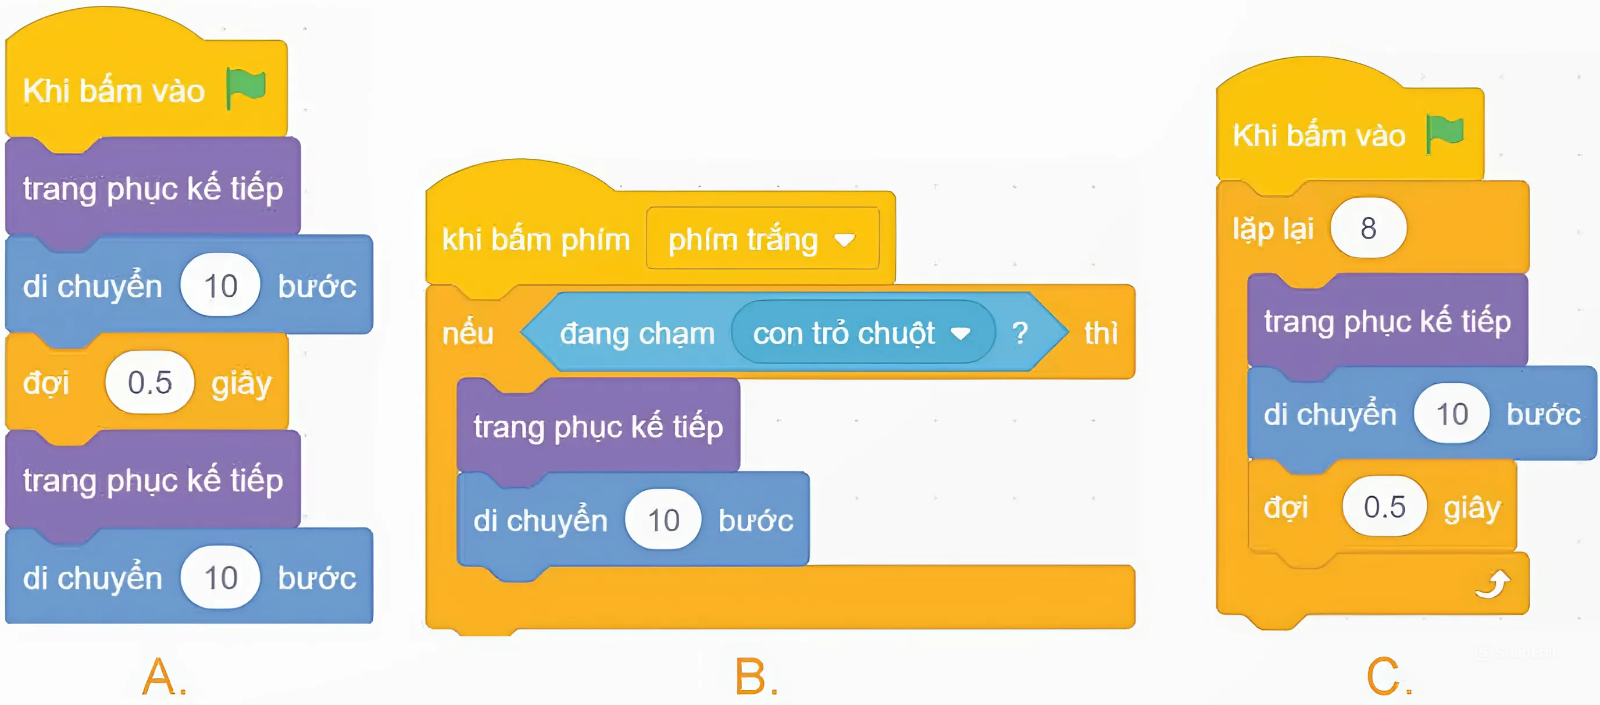 Khi bấm vào
trang phục kế tiếp
di chuyển 10 bước
đợi 0.5 giây
trang phục kế tiếp
di chuyển 10 bước
A.
khi bấm phím phím trắng
nếu đang chạm con trỏ chuột ? thì
trang phục kế tiếp
di chuyển 10 bước
B.
Khi bấm vào
lặp lại 8
trang phục kế tiếp
di chuyển 10 bước
đợi 0.5 giây
C.